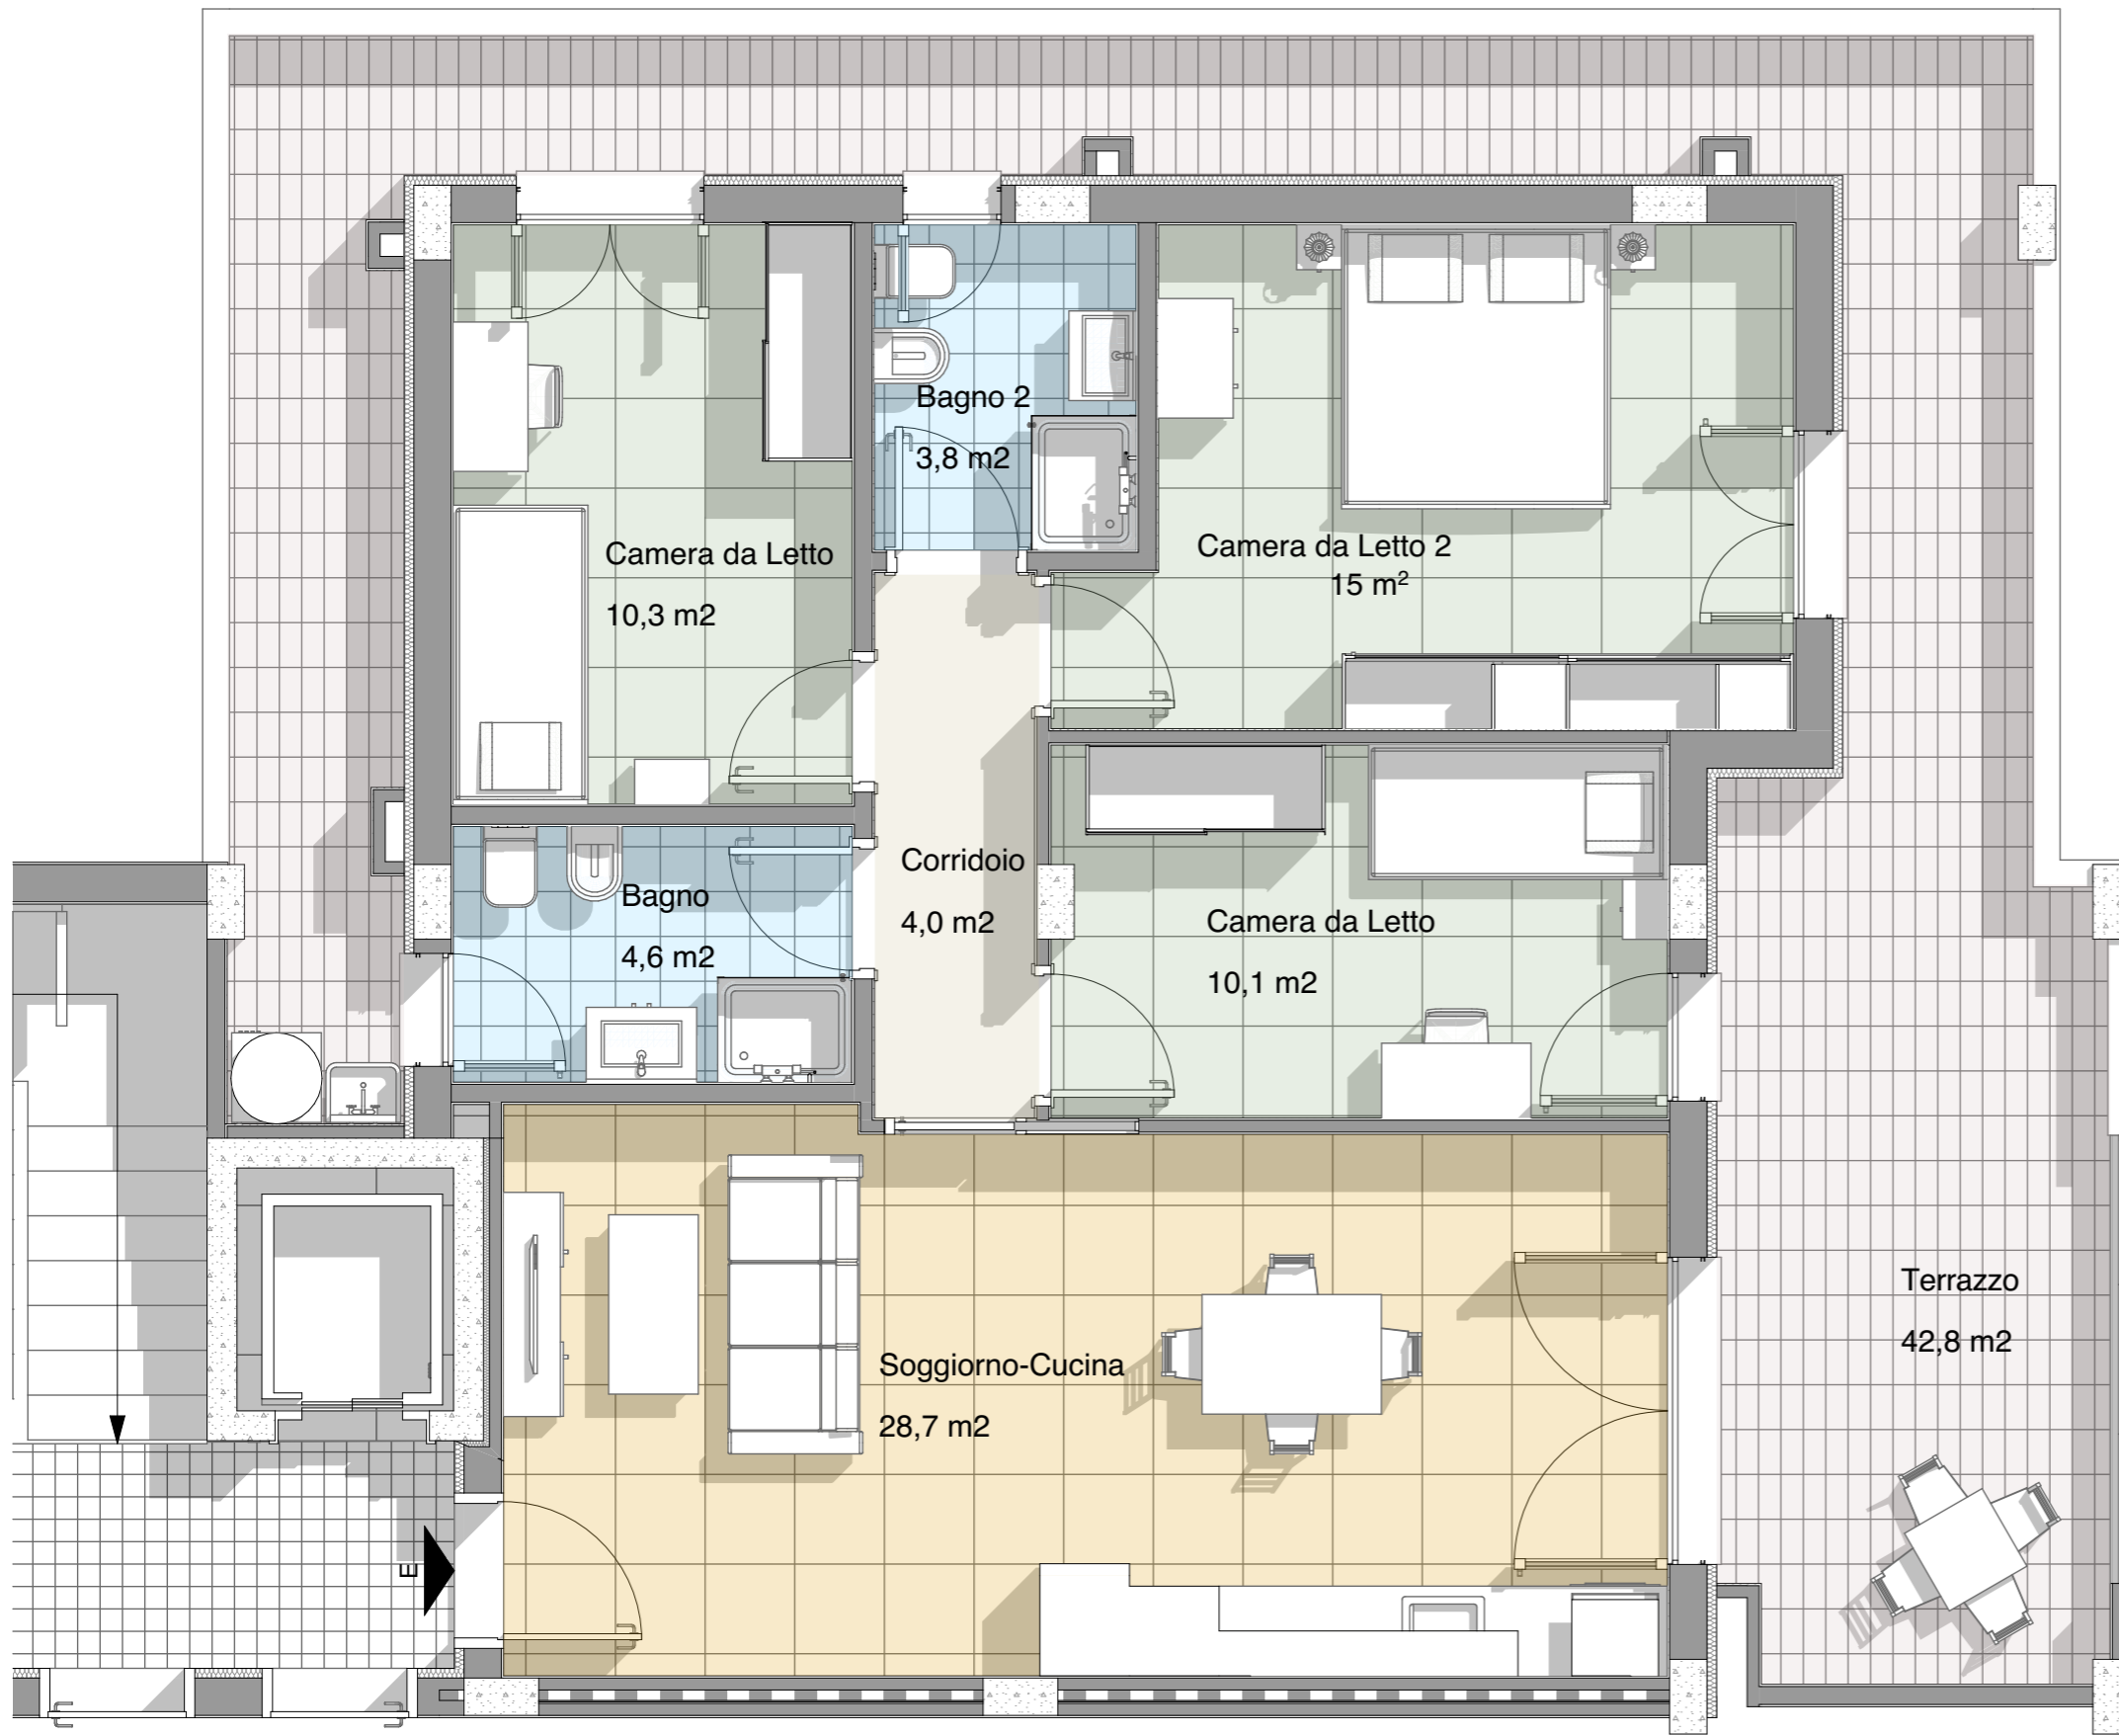 Bagno 2
3,8 m2
Camera da Letto
10,3 m2
Camera da Letto 2
15 m²
Corridoio
4,0 m2
Bagno
4,6 m2
Camera da Letto
10,1 m2
Terrazzo
42,8 m2
Soggiorno-Cucina
28,7 m2
E